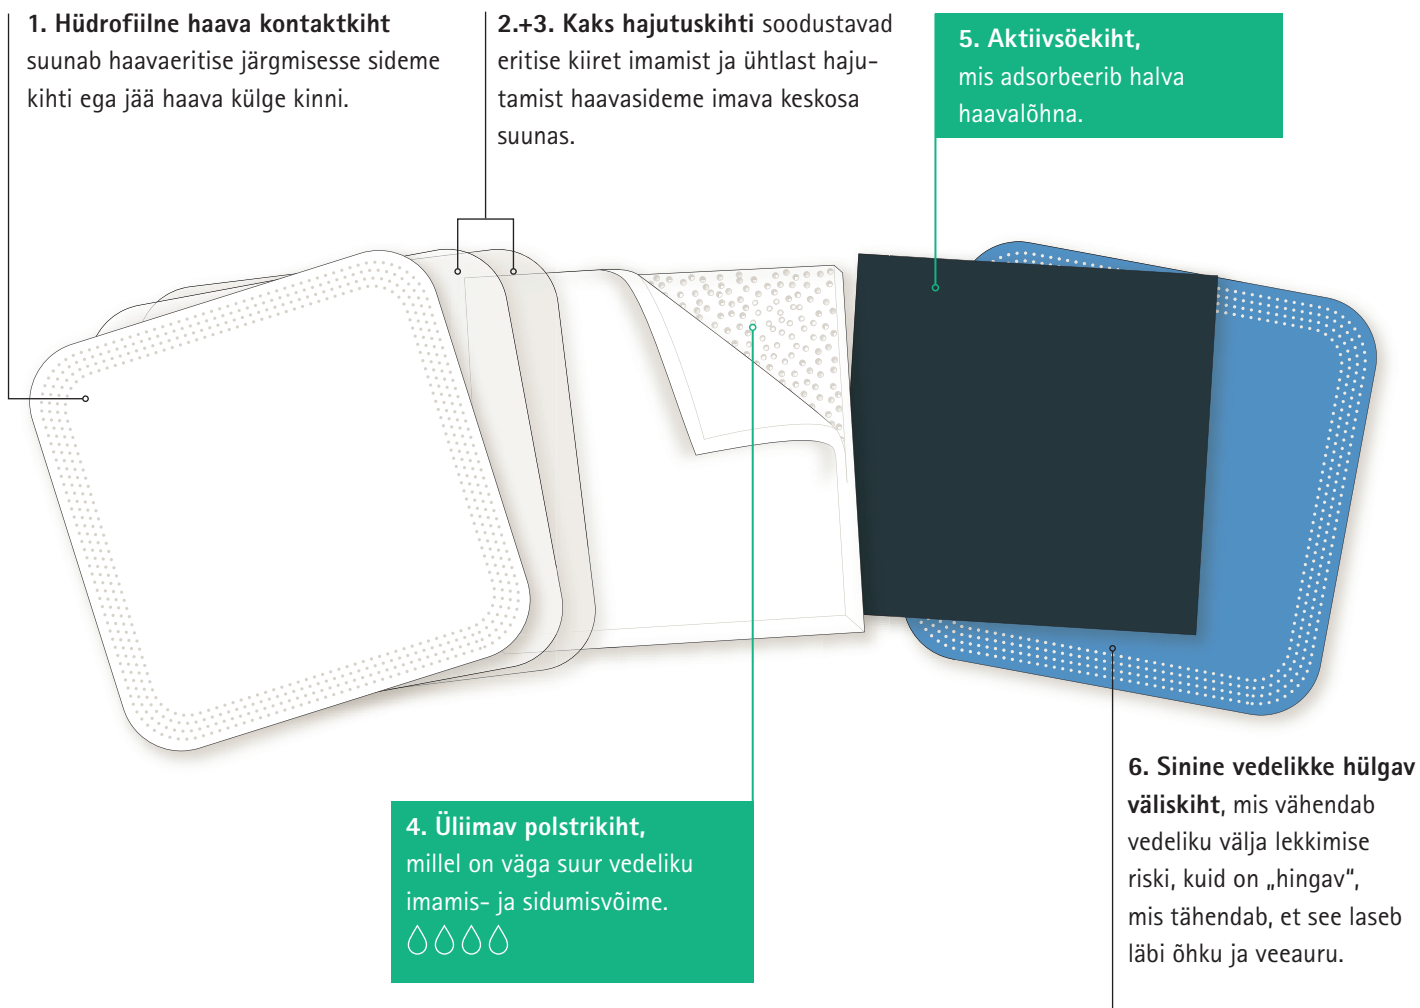 1. Hüdrofiilne haava kontaktkiht
suunab haavaeritise järgmisesse sideme
kihti ega jää haava külge kinni.
2.+3. Kaks hajutuskihti soodustavad
eritise kiiret imamist ja ühtlast haju-
tamist haavasideme imava keskosa
suunas.
5. Aktiivsöekiht,
mis adsorbeerib halva
haavalõhna.
4. Üliimav polstrikiht,
millel on väga suur vedeliku
imamis- ja sidumisvõime.
6. Sinine vedelikke hülgav
väliskiht, mis vähendab
vedeliku välja lekkimise
riski, kuid on „hingav“,
mis tähendab, et see laseb
läbi õhku ja veeauru.